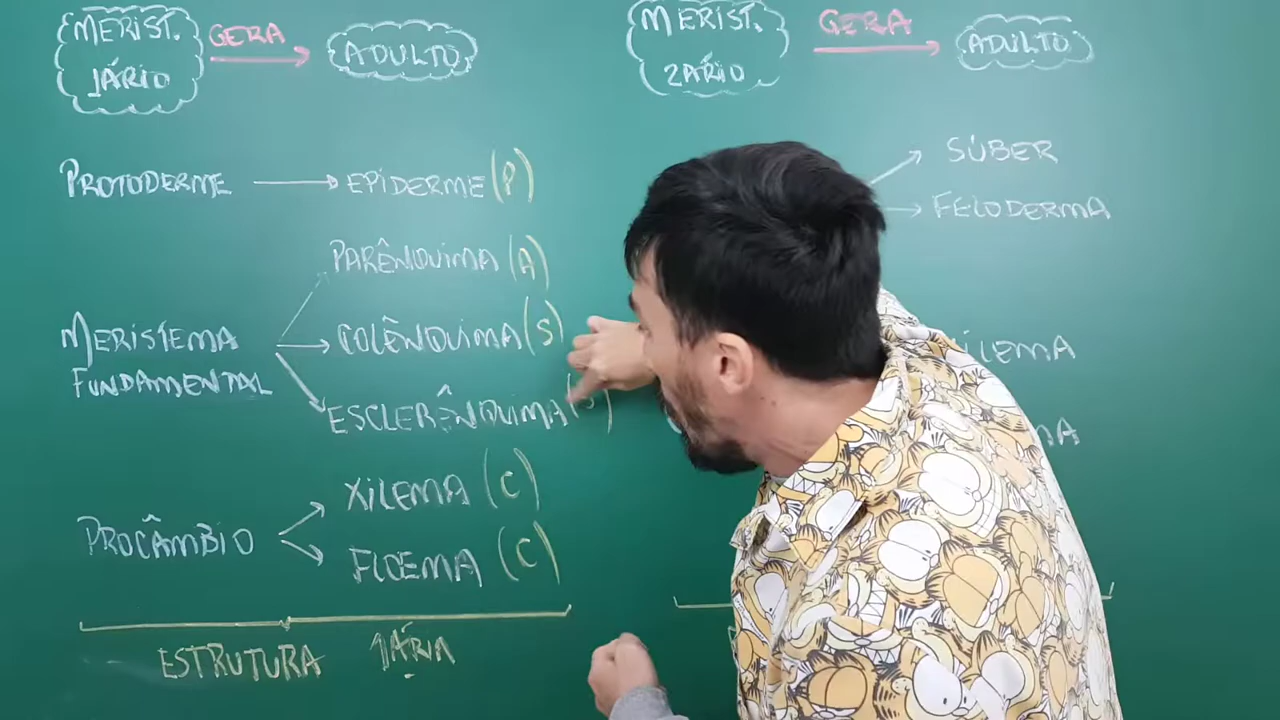 MERIST.
1ÁRIO
GERA
ADULTO
PROTODERME
EPIDERME (P)
MERISTEMA
FUNDAMENTAL
PARÊNQUIMA (A)
COLÊNQUIMA (S)
ESCLERÊNQUIMA
PROCÂMBIO
XILEMA (C)
FLOEMA (C)
ESTRUTURA 1ÁRIA
MERIST.
2ÁRIO
GERA
ADULTO
SÚBER
FELODERMA